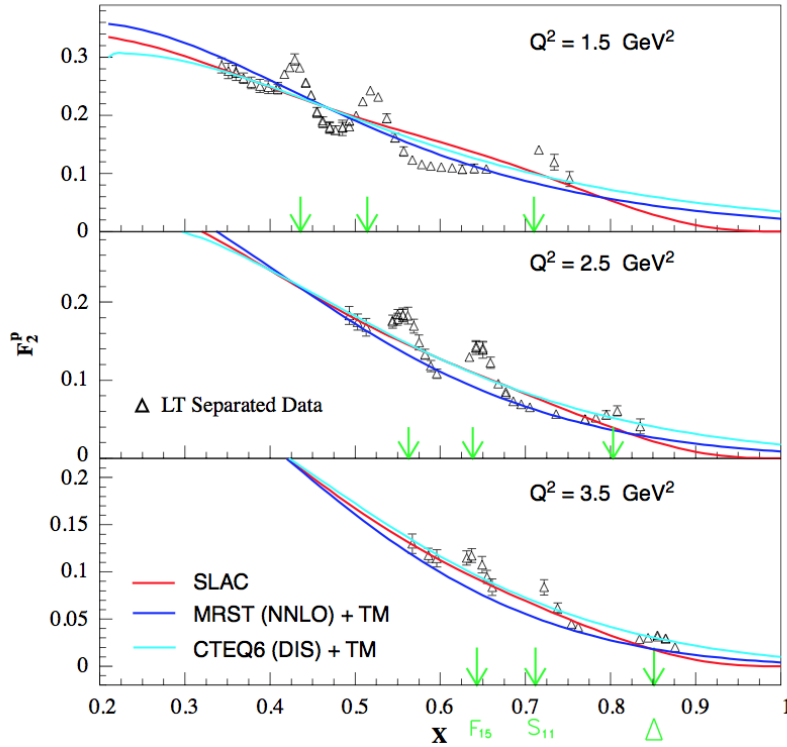 Q² = 1.5 GeV²
0.3
0.2
0.1
0
Q² = 2.5 GeV²
0.2
0.1
0
F₂ᵖ
△ LT Separated Data
Q² = 3.5 GeV²
0.2
0.15
0.1
0.05
0
SLAC
MRST (NNLO) + TM
CTEQ6 (DIS) + TM
0.2 0.3 0.4 0.5 0.6 0.7 0.8 0.9 1
F₁₅ S₁₁ Δ
X